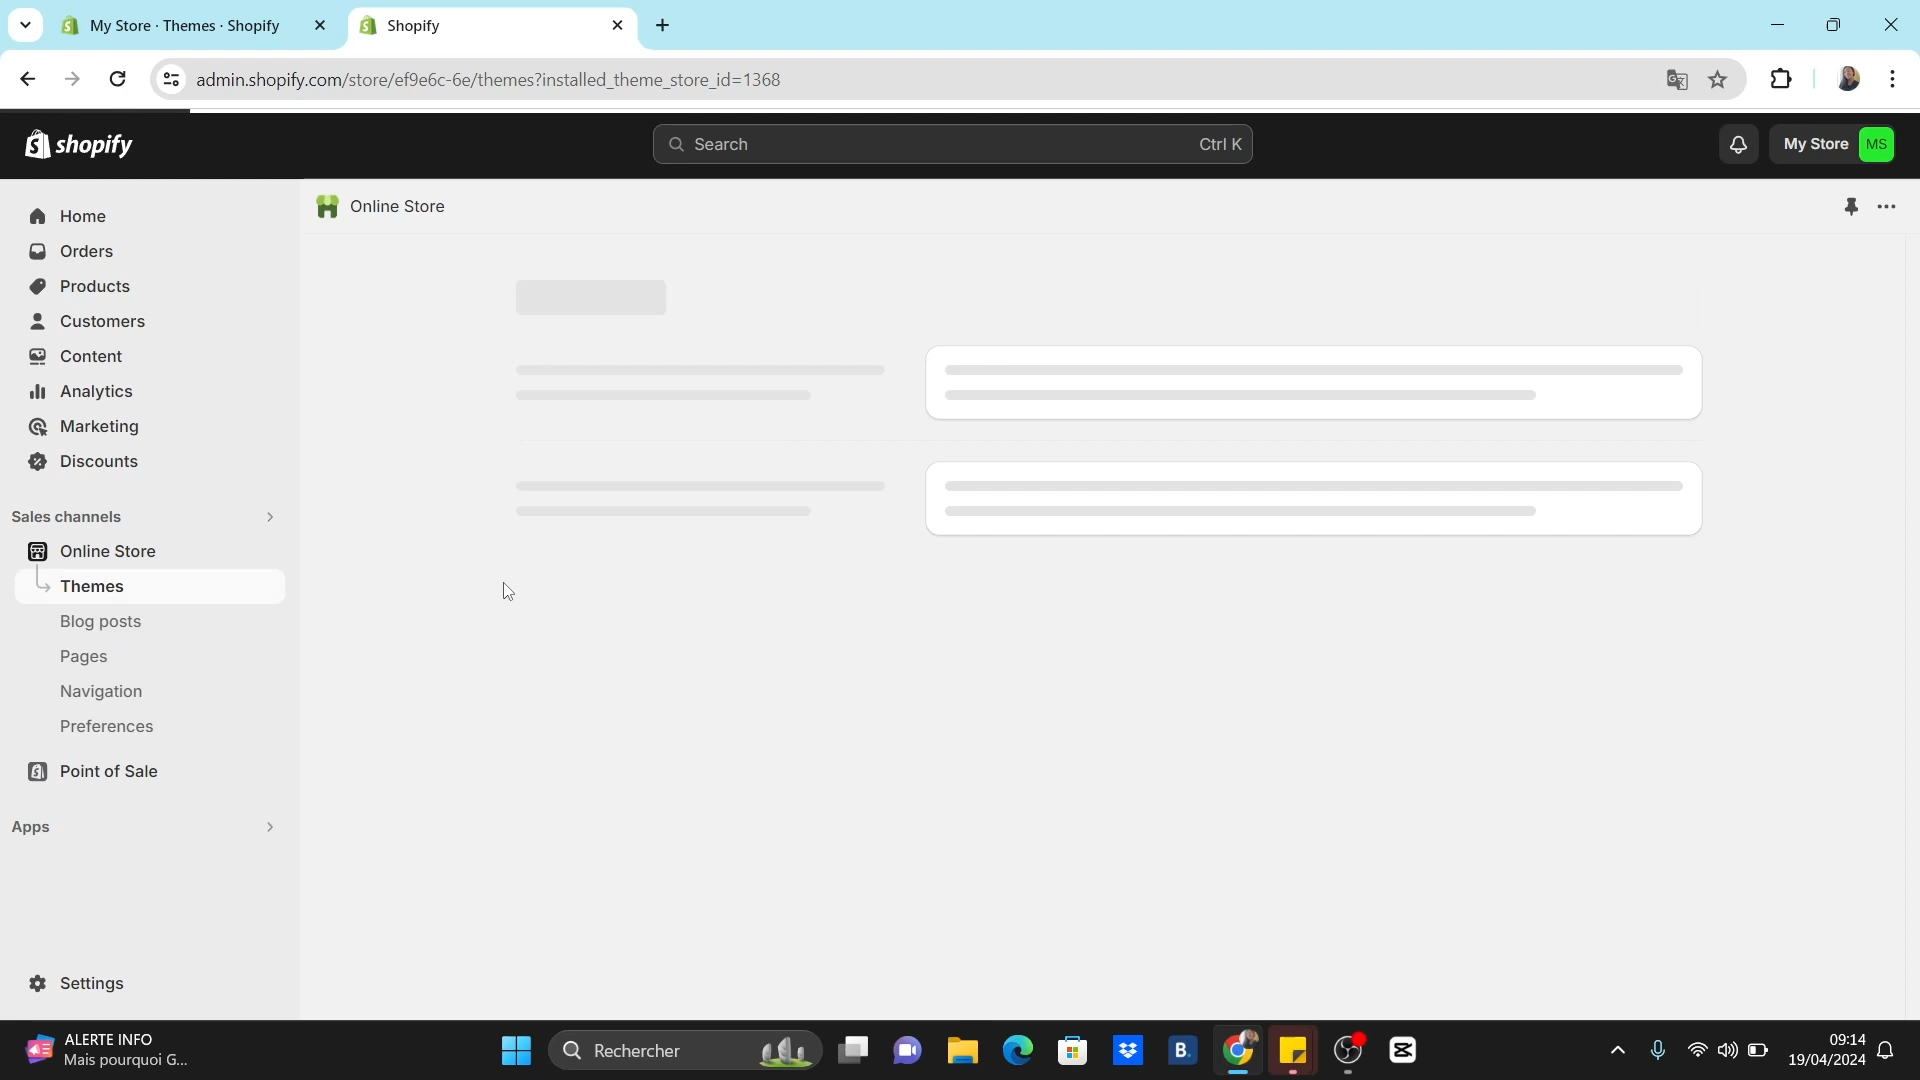 My Store · Themes · Shopify
Shopify
admin.shopify.com/store/ef9e6c-6e/themes?installed_theme_store_id=1368
shopify
Search
Ctrl K
My Store
MS
Home
Orders
Products
Customers
Content
Analytics
Marketing
Discounts
Sales channels
Online Store
Themes
Blog posts
Pages
Navigation
Preferences
Point of Sale
Apps
Settings
Online Store
ALERTE INFO
Mais pourquoi G...
Rechercher
B.
09:14
19/04/2024